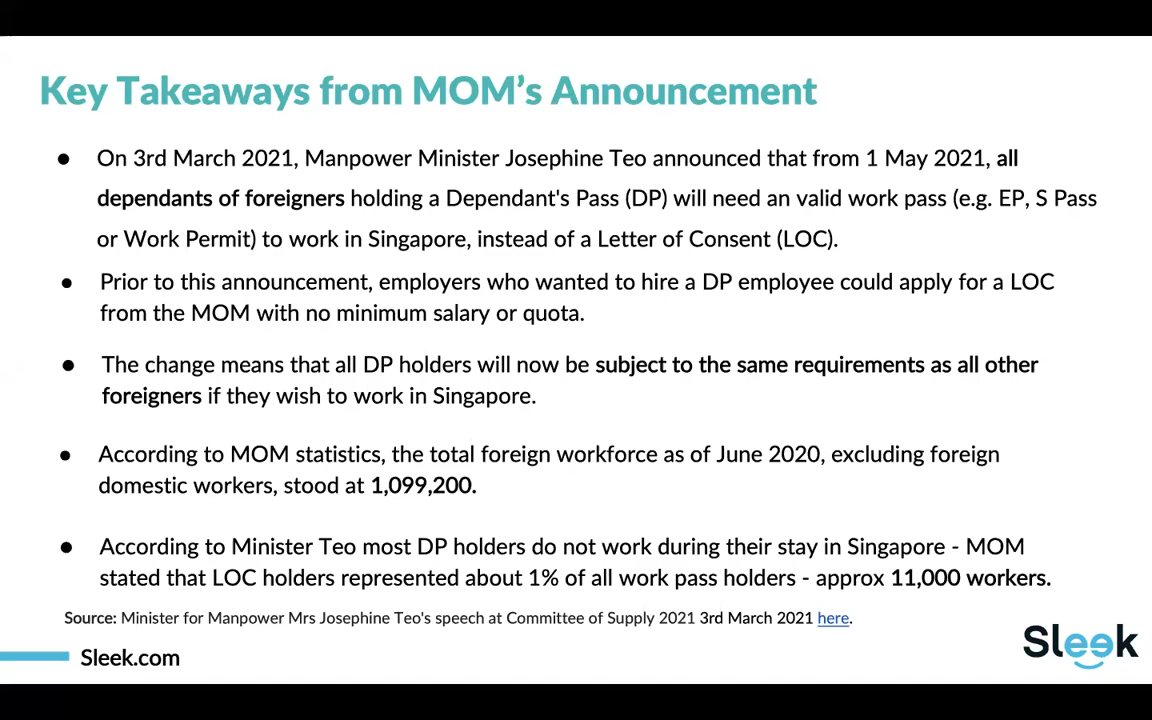 Key Takeaways from MOM’s Announcement
● On 3rd March 2021, Manpower Minister Josephine Teo announced that from 1 May 2021, all
dependants of foreigners holding a Dependant's Pass (DP) will need an valid work pass (e.g. EP, S Pass
or Work Permit) to work in Singapore, instead of a Letter of Consent (LOC).
● Prior to this announcement, employers who wanted to hire a DP employee could apply for a LOC
from the MOM with no minimum salary or quota.
● The change means that all DP holders will now be subject to the same requirements as all other
foreigners if they wish to work in Singapore.
● According to MOM statistics, the total foreign workforce as of June 2020, excluding foreign
domestic workers, stood at 1,099,200.
● According to Minister Teo most DP holders do not work during their stay in Singapore - MOM
stated that LOC holders represented about 1% of all work pass holders - approx 11,000 workers.
Source: Minister for Manpower Mrs Josephine Teo's speech at Committee of Supply 2021 3rd March 2021 here.
Sleek.com
Sleek